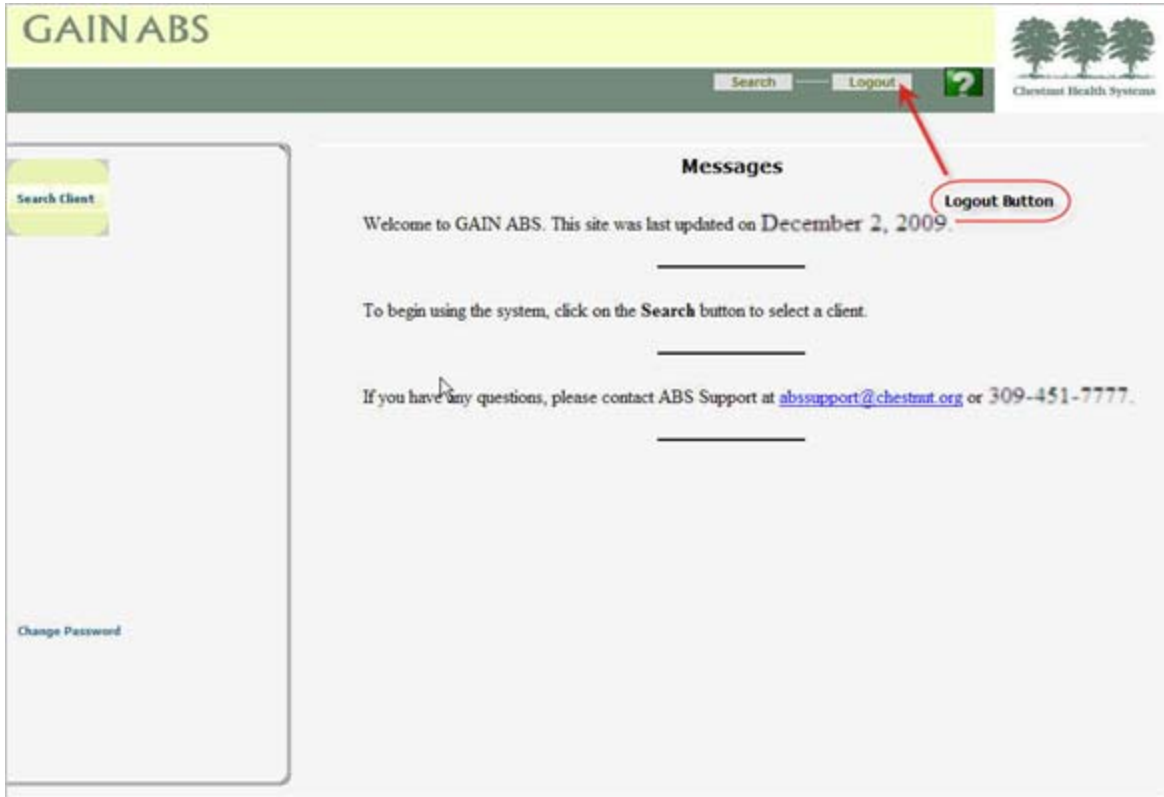 GAIN ABS
Search
Logout
?
Chestnut Health Systems
Search Client
Messages
Logout Button
Welcome to GAIN ABS. This site was last updated on December 2, 2009.
To begin using the system, click on the Search button to select a client.
If you have any questions, please contact ABS Support at abssupport@chestnut.org or 309-451-7777.
Change Password